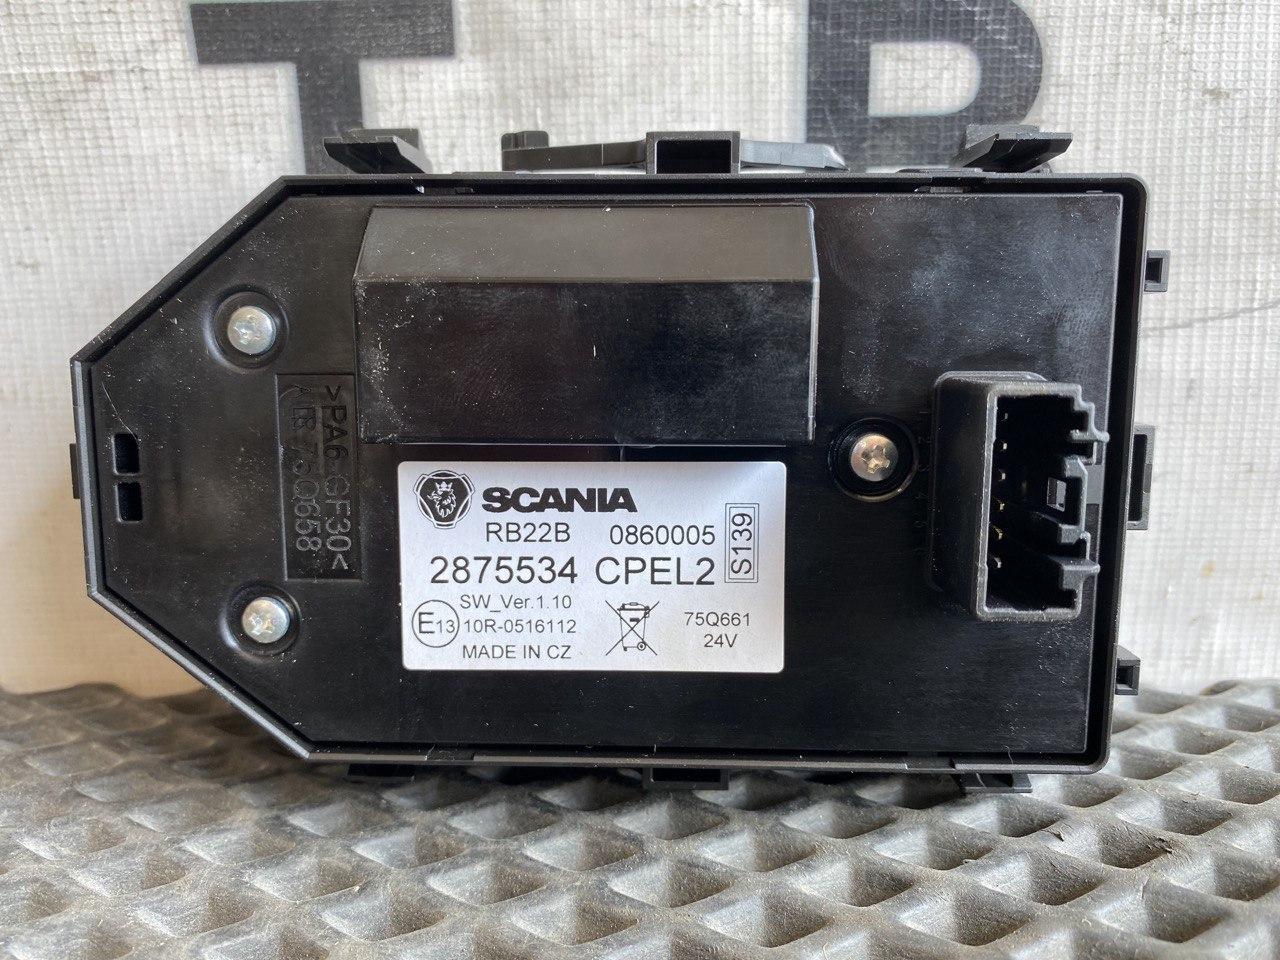 T P
>PA6-GF30<
75Q658
SCANIA
RB22B 0860005
2875534 CPEL2
S139
SW_Ver.1.10
E13 10R-0516112
MADE IN CZ
75Q661
24V